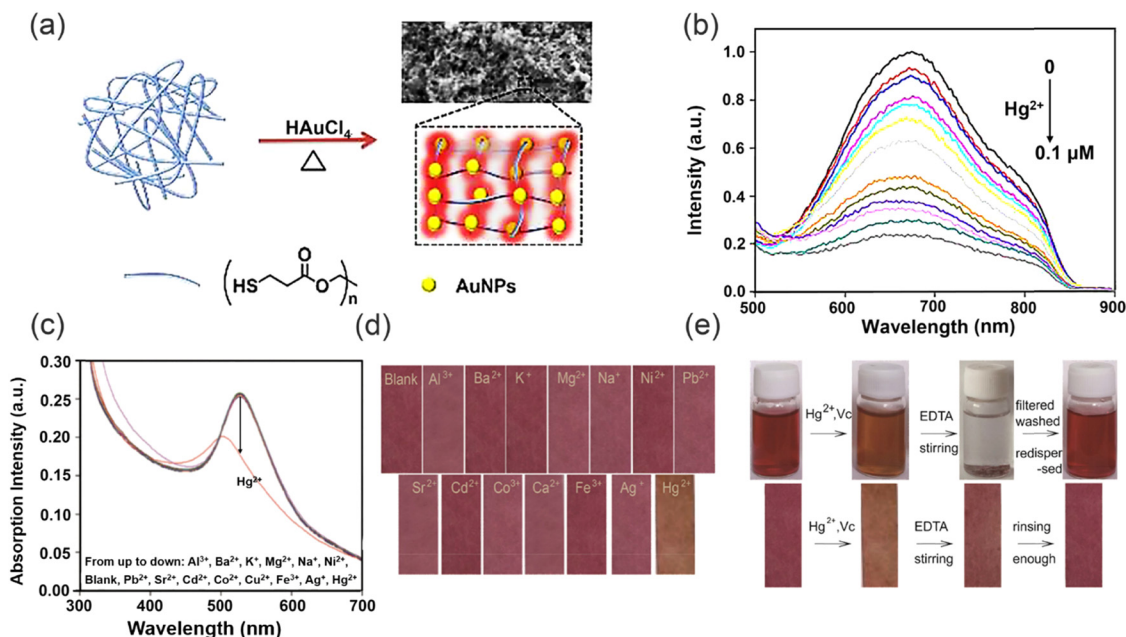 (a)
HAuCl4
△
HS
O
O
n
AuNPs
(b)
Intensity (a.u.)
1.0
0.8
0.6
0.4
0.2
0.0
500
600
700
800
900
Wavelength (nm)
0
Hg2+
0.1 µM
(c)
Absorption Intensity (a.u.)
0.30
0.25
0.20
0.15
0.10
0.05
0.00
Hg2+
From up to down: Al3+, Ba2+, K+, Mg2+, Na+, Ni2+,
Blank, Pb2+, Sr2+, Cd2+, Co2+, Cu2+, Fe3+, Ag+, Hg2+
300
400
500
600
700
Wavelength (nm)
(d)
Blank Al3+ Ba2+ K+ Mg2+ Na+ Ni2+ Pb2+
Sr2+ Cd2+ Co3+ Ca2+ Fe3+ Ag+ Hg2+
(e)
Hg2+,Vc
EDTA
stirring
filtered
washed
redisper
-sed
Hg2+,Vc
EDTA
stirring
rinsing
enough